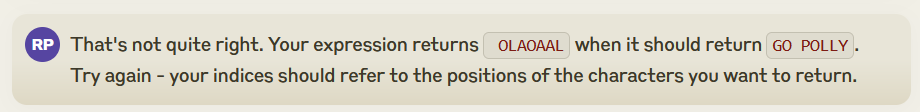 RP That's not quite right. Your expression returns  OLAOAAL when it should return GO POLLY.
Try again - your indices should refer to the positions of the characters you want to return.